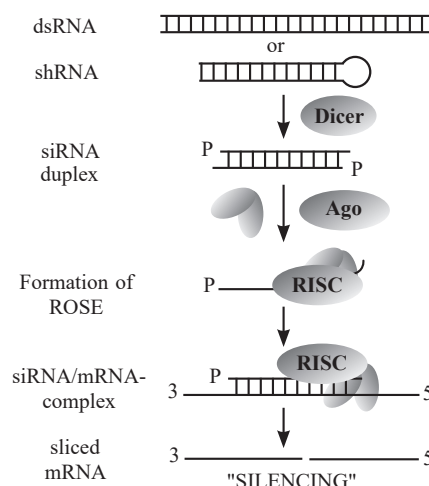 dsRNA
or
shRNA
Dicer
siRNA
duplex
P
P
Ago
Formation of
ROSE
P
RISC
siRNA/mRNA-
complex
P
RISC
3
5
sliced
mRNA
3
5
"SILENCING"